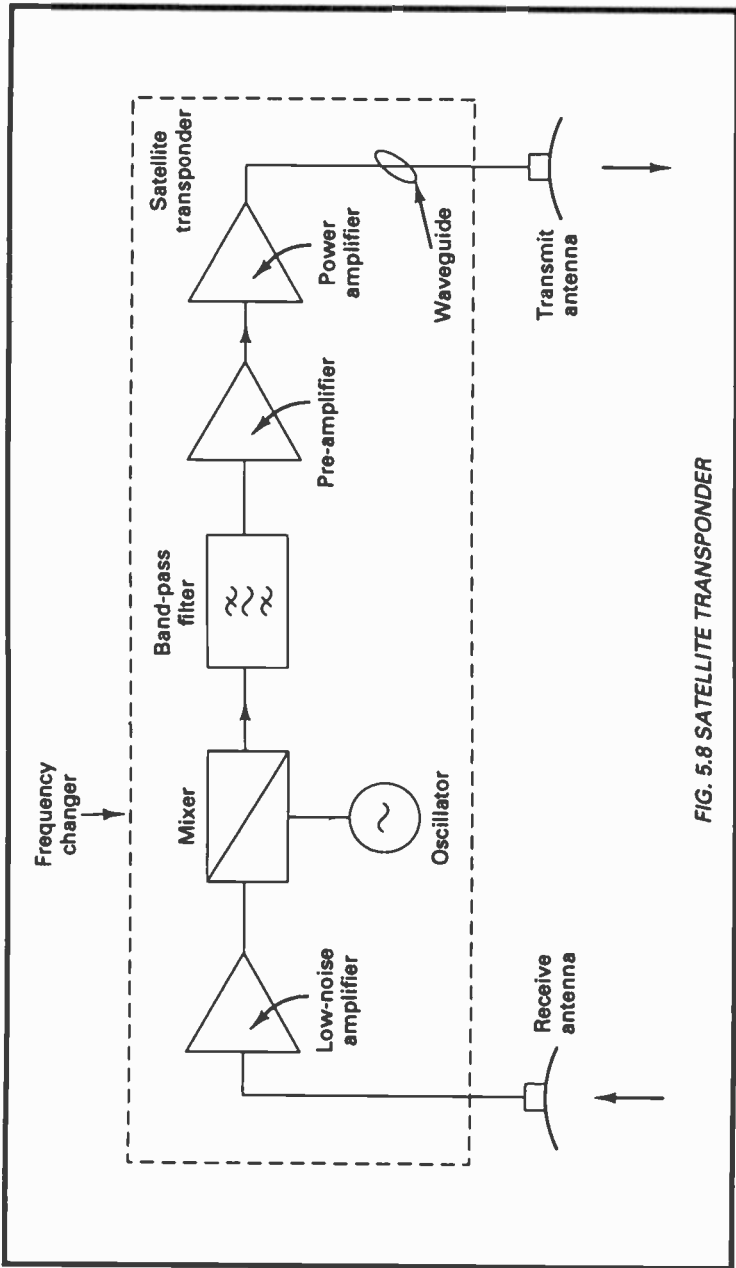 Frequency
changer
Satellite
transponder
Mixer
Band-pass
filter
Low-noise
amplifier
Oscillator
Pre-amplifier
Power
amplifier
Waveguide
Receive
antenna
Transmit
antenna
FIG. 5.8 SATELLITE TRANSPONDER